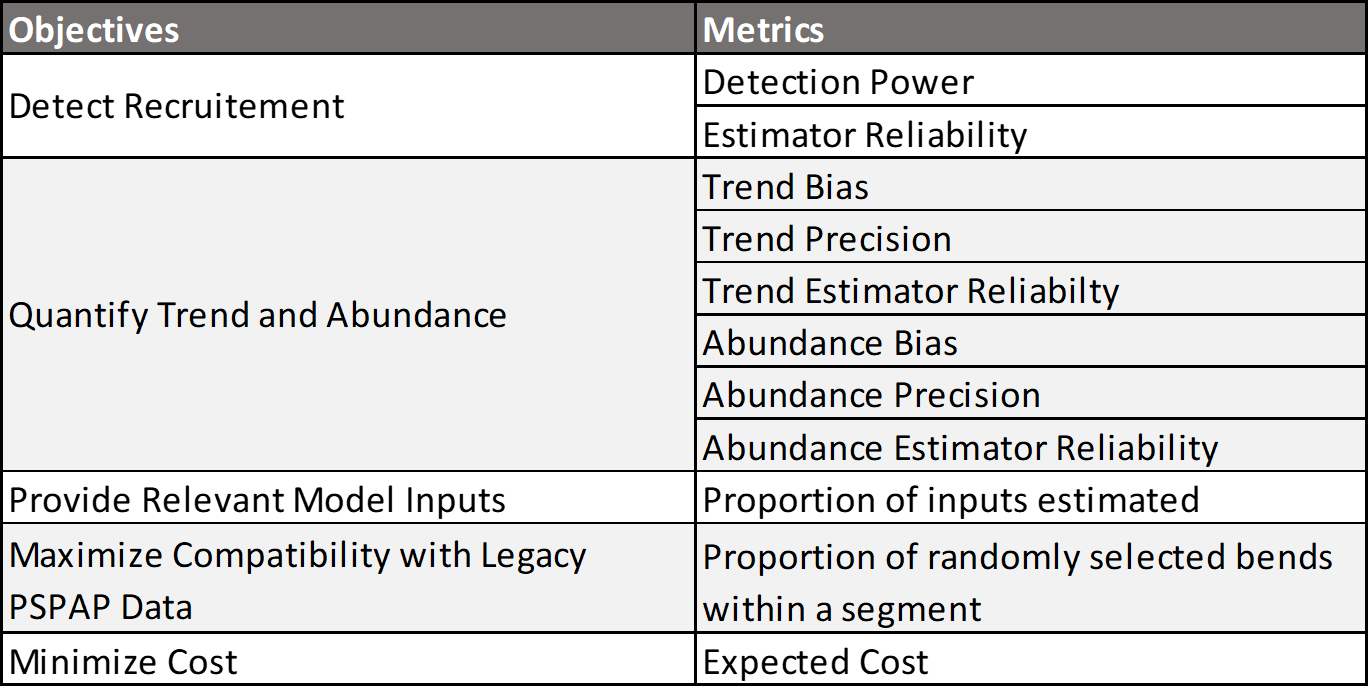 Objectives
Metrics
Detect Recruitement
Detection Power
Estimator Reliability
Quantify Trend and Abundance
Trend Bias
Trend Precision
Trend Estimator Reliabilty
Abundance Bias
Abundance Precision
Abundance Estimator Reliability
Provide Relevant Model Inputs
Proportion of inputs estimated
Maximize Compatibility with Legacy
PSPAP Data
Proportion of randomly selected bends
within a segment
Minimize Cost
Expected Cost